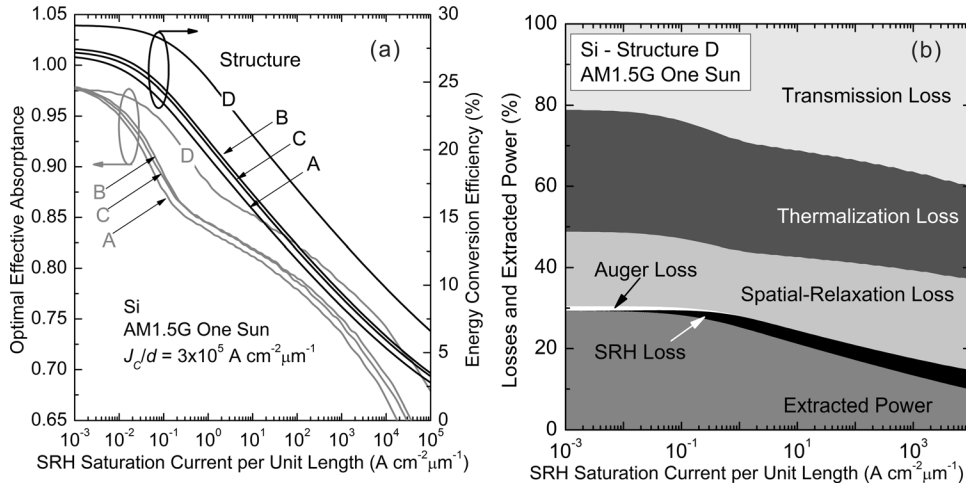 1.05
1.00
0.95
0.90
0.85
0.80
0.75
0.70
0.65
Optimal Effective Absorptance
30
25
20
15
10
5
0
Energy Conversion Efficiency (%)
(a)
Structure
D
B
C
A
D
B
C
A
Si
AM1.5G One Sun
J_C/d = 3x10^5 A cm^-2μm^-1
10^-3 10^-2 10^-1 10^0 10^1 10^2 10^3 10^4 10^5
SRH Saturation Current per Unit Length (A cm^-2μm^-1)
100
80
60
40
20
0
Losses and Extracted Power (%)
(b)
Si - Structure D
AM1.5G One Sun
Transmission Loss
Thermalization Loss
Auger Loss
Spatial-Relaxation Loss
SRH Loss
Extracted Power
10^-3 10^-1 10^1 10^3
SRH Saturation Current per Unit Length (A cm^-2μm^-1)